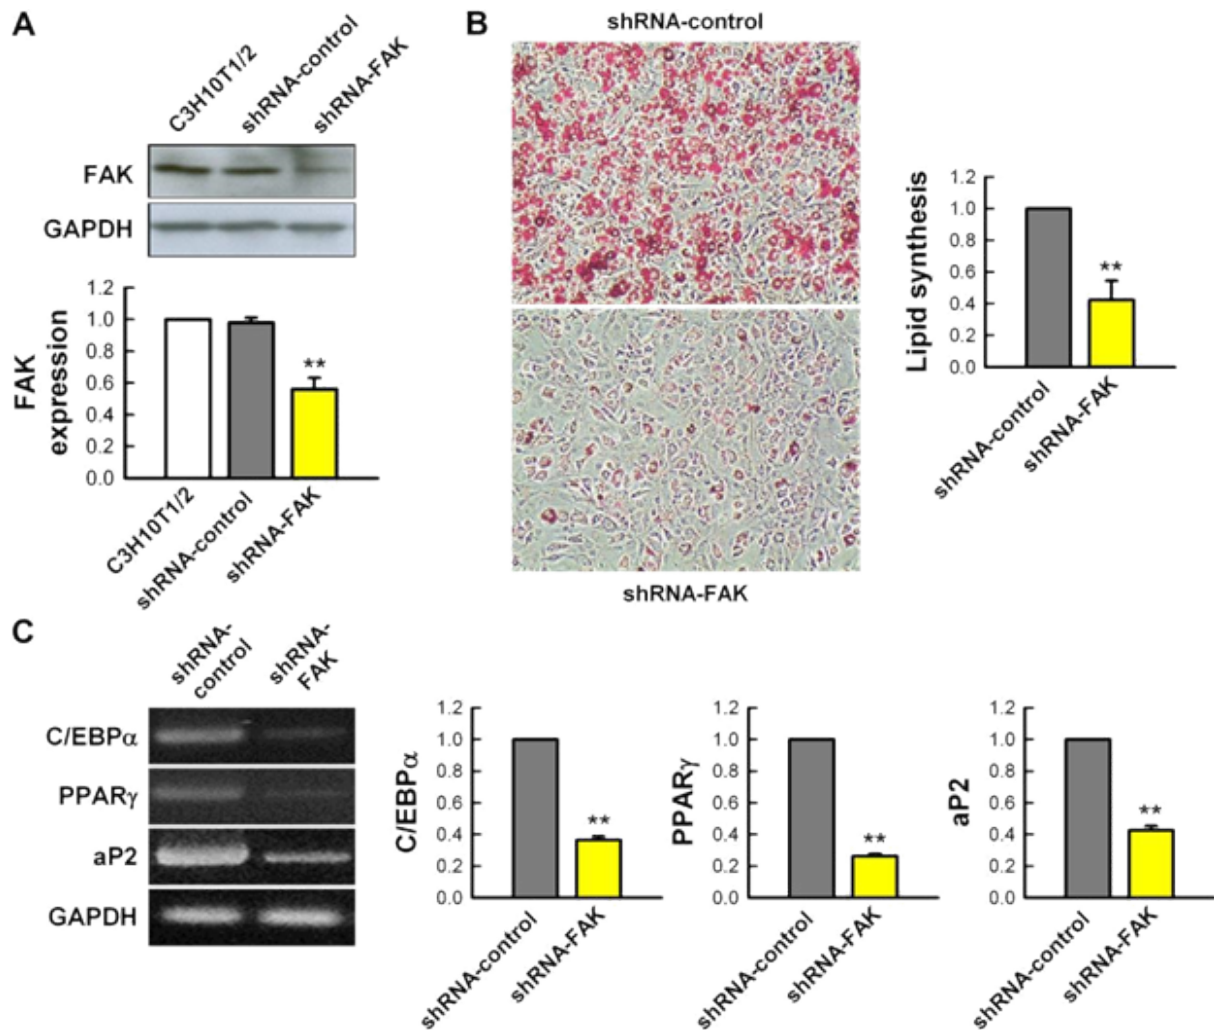 A
C3H10T1/2
shRNA-control
shRNA-FAK
FAK
GAPDH
1.2
1.0
0.8
0.6
0.4
0.2
0.0
FAK
expression
**
C3H10T1/2
shRNA-control
shRNA-FAK
B
shRNA-control
shRNA-FAK
1.2
1.0
0.8
0.6
0.4
0.2
0.0
Lipid synthesis
**
shRNA-control
shRNA-FAK
C
shRNA-
control
shRNA-
FAK
C/EBPα
PPARγ
aP2
GAPDH
1.2
1.0
0.8
0.6
0.4
0.2
0.0
C/EBPα
**
shRNA-control
shRNA-FAK
1.2
1.0
0.8
0.6
0.4
0.2
0.0
PPARγ
**
shRNA-control
shRNA-FAK
1.2
1.0
0.8
0.6
0.4
0.2
0.0
aP2
**
shRNA-control
shRNA-FAK